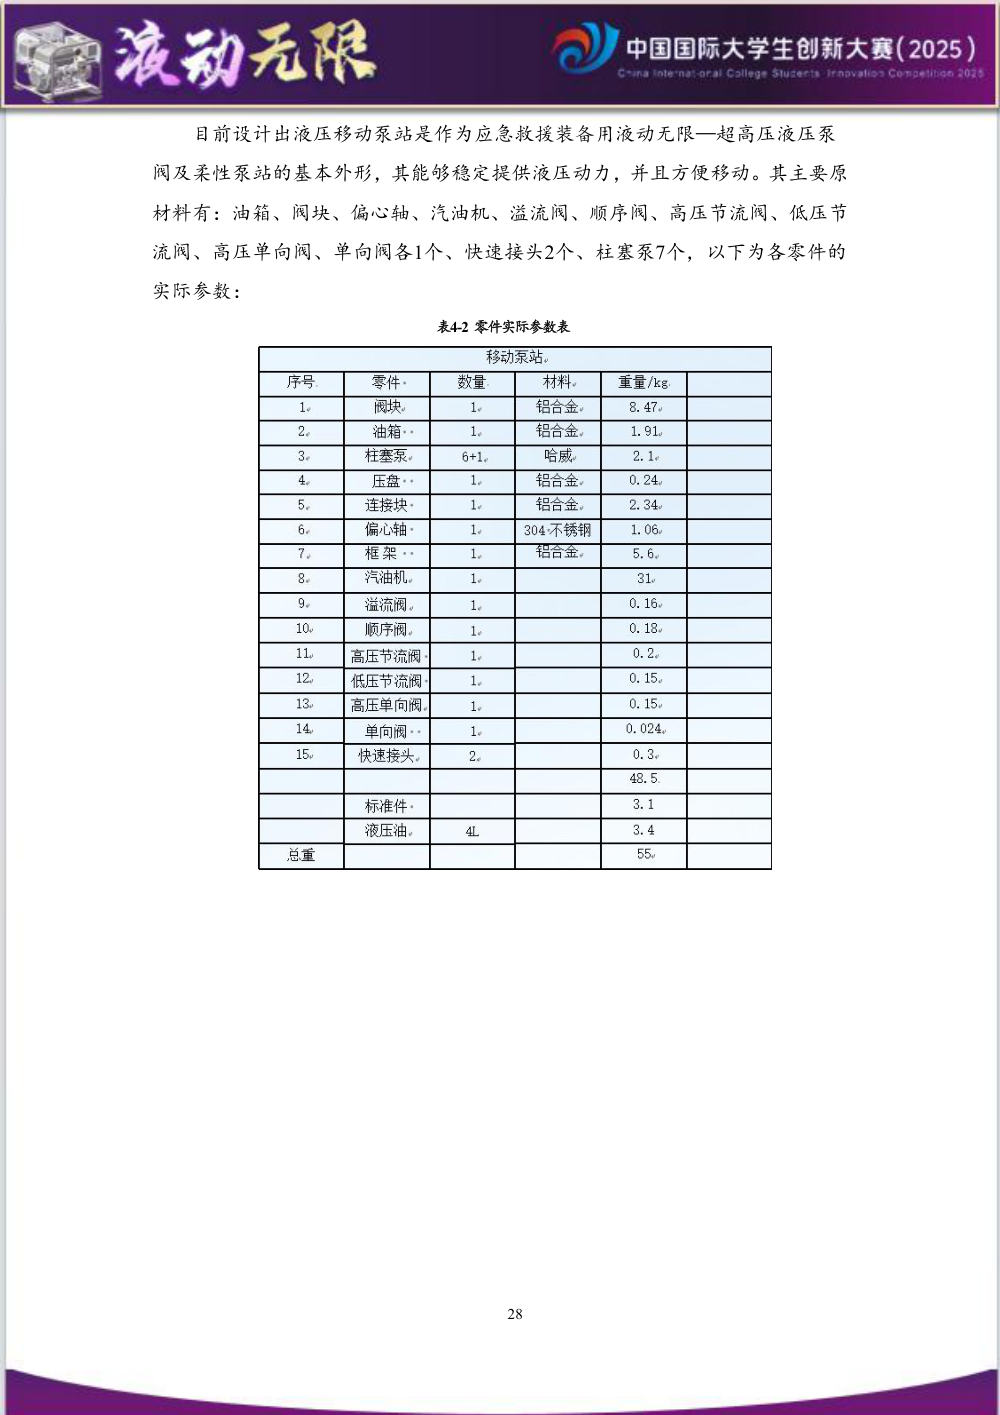 液动无限
中国国际大学生创新大赛(2025)
China International College Students Innovation Competition 2025
目前设计出液压移动泵站是作为应急救援装备用液动无限—超高压液压泵
阀及柔性泵站的基本外形，其能够稳定提供液压动力，并且方便移动。其主要原
材料有：油箱、阀块、偏心轴、汽油机、溢流阀、顺序阀、高压节流阀、低压节
流阀、高压单向阀、单向阀各1个、快速接头2个、柱塞泵7个，以下为各零件的
实际参数：
表4-2 零件实际参数表
移动泵站
序号 零件 数量 材料 重量/kg
1 阀块 1 铝合金 8.47
2 油箱 1 铝合金 1.91
3 柱塞泵 6+1 哈威 2.1
4 压盘 1 铝合金 0.24
5 连接块 1 铝合金 2.34
6 偏心轴 1 304 不锈钢 1.06
7 框 架 1 铝合金 5.6
8 汽油机 1 31
9 溢流阀 1 0.16
10 顺序阀 1 0.18
11 高压节流阀 1 0.2
12 低压节流阀 1 0.15
13 高压单向阀 1 0.15
14 单向阀 1 0.024
15 快速接头 2 0.3
48.5
标准件 3.1
液压油 4L 3.4
总重 55
28